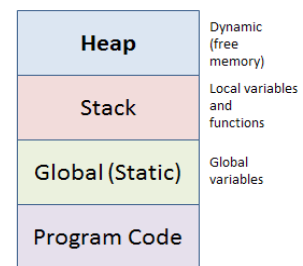 Heap
Dynamic
(free
memory)
Stack
Local variables
and
functions
Global (Static)
Global
variables
Program Code